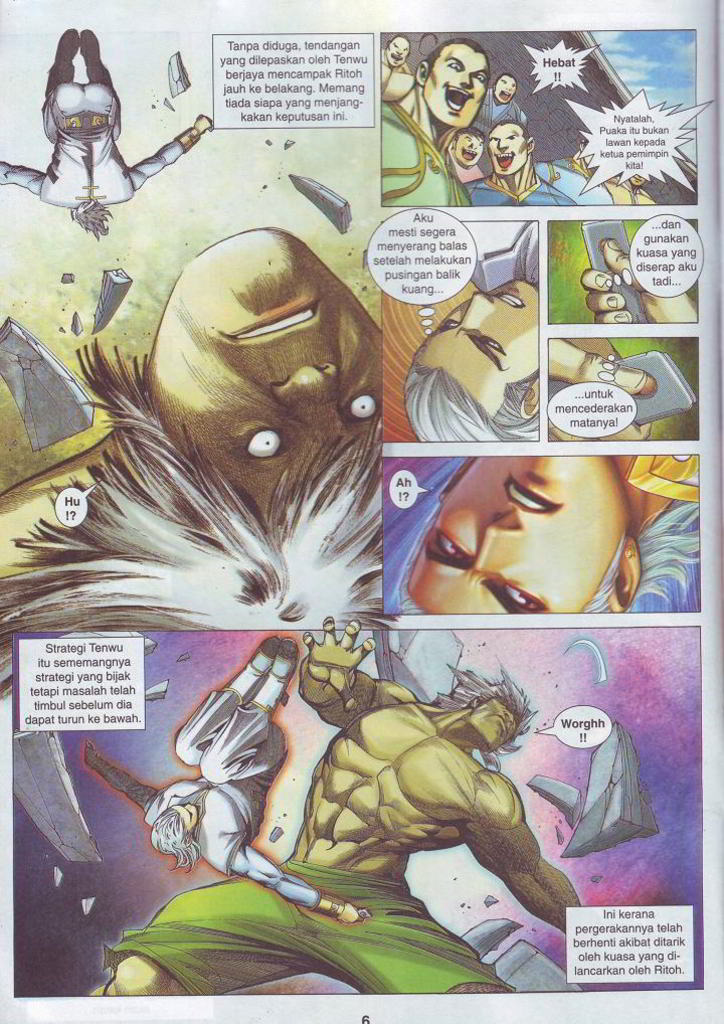 Tanpa diduga, tendangan
yang dilepaskan oleh Tenwu
berjaya mencampak Ritoh
jauh ke belakang. Memang
tiada siapa yang menjang-
kakan keputusan ini.
Hebat
!!
Nyatalah,
Puaka itu bukan
lawan kepada
ketua pemimpin
kita!
Hu
!?
Aku
mesti segera
menyerang balas
setelah melakukan
pusingan balik
kuang...
...dan
gunakan
kuasa yang
diserap aku
tadi...
...untuk
mencederakan
matanya!
Ah
!?
Strategi Tenwu
itu sememangnya
strategi yang bijak
tetapi masalah telah
timbul sebelum dia
dapat turun ke bawah.
Worghh
!!
Ini kerana
pergerakannya telah
berhenti akibat ditarik
oleh kuasa yang di-
lancarkan oleh Ritoh.
6